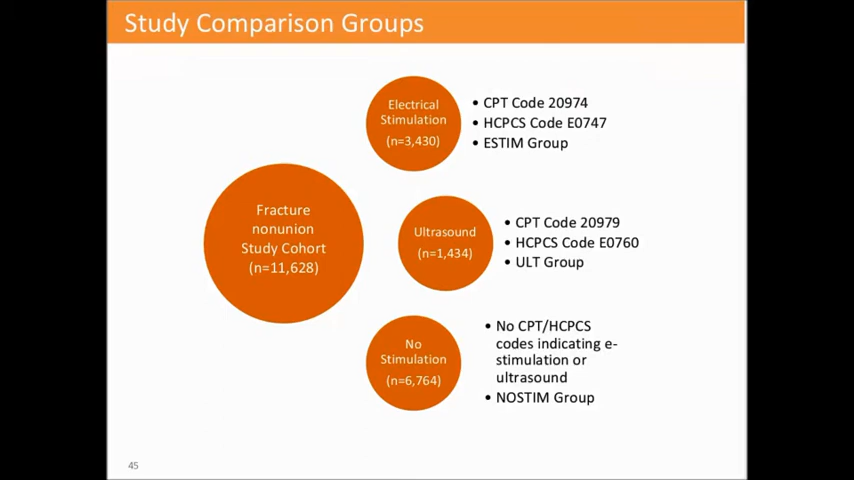 Study Comparison Groups
Electrical
Stimulation
(n=3,430)
• CPT Code 20974
• HCPCS Code E0747
• ESTIM Group
Fracture
nonunion
Study Cohort
(n=11,628)
Ultrasound
(n=1,434)
• CPT Code 20979
• HCPCS Code E0760
• ULT Group
No
Stimulation
(n=6,764)
• No CPT/HCPCS
codes indicating e-
stimulation or
ultrasound
• NOSTIM Group
45